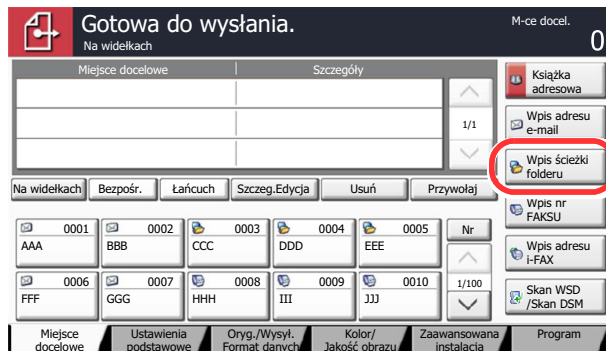 Gotowa do wysłania.
Na widełkach
M-ce docel.
0
Miejsce docelowe
Szczegóły
1/1
Książka
adresowa
Wpis adresu
e-mail
Wpis ścieżki
folderu
Wpis nr
FAKSU
Wpis adresu
i-FAX
Skan WSD
/Skan DSM
Na widełkach
Bezpośr.
Łańcuch
Szczeg.Edycja
Usuń
Przywołaj
0001
AAA
0002
BBB
0003
CCC
0004
DDD
0005
EEE
Nr
0006
FFF
0007
GGG
0008
HHH
0009
III
0010
JJJ
1/100
Miejsce
docelowe
Ustawienia
podstawowe
Oryg./Wysył.
Format danych
Kolor/
Jakość obrazu
Zaawansowana
instalacja
Program